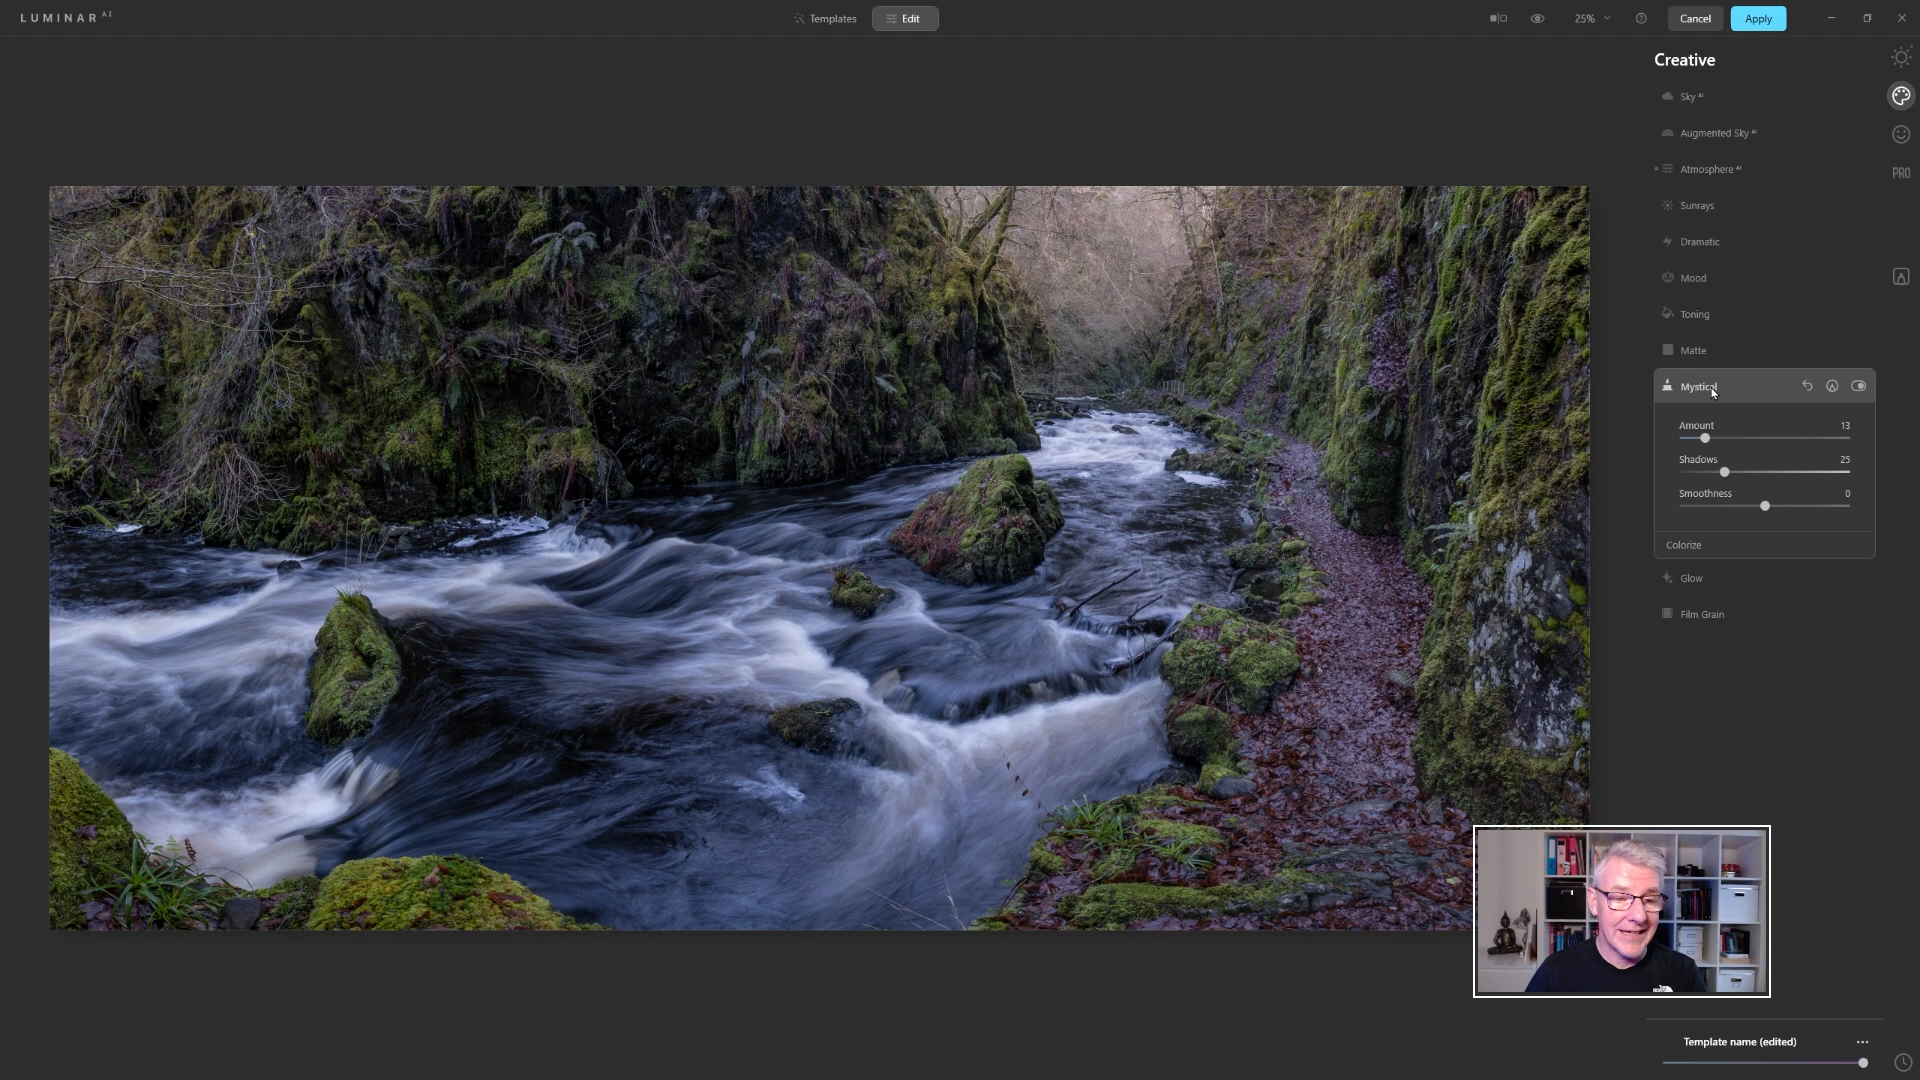 LUMINAR AI
Templates
Edit
25%
Cancel
Apply
Creative
Sky AI
Augmented Sky AI
Atmosphere AI
PRO
Sunrays
Dramatic
Mood
Toning
Matte
Mystical
Amount 13
Shadows 25
Smoothness 0
Colorize
Glow
Film Grain
Template name (edited)